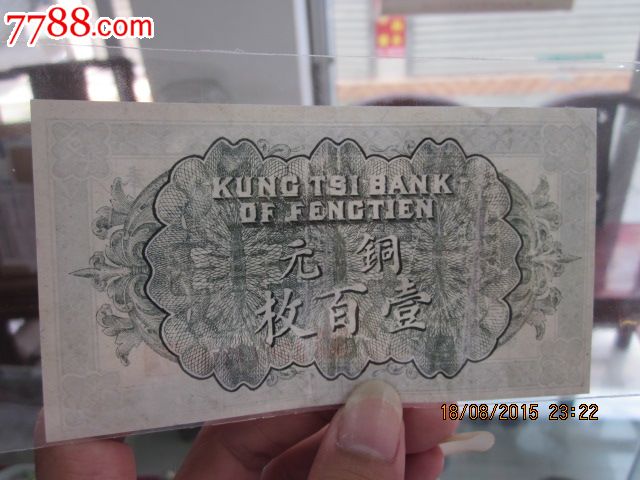 7788.com
KUNG TSI BANK
OF FENGTIEN
元 銅
枚百壹
18/08/2015 23:22